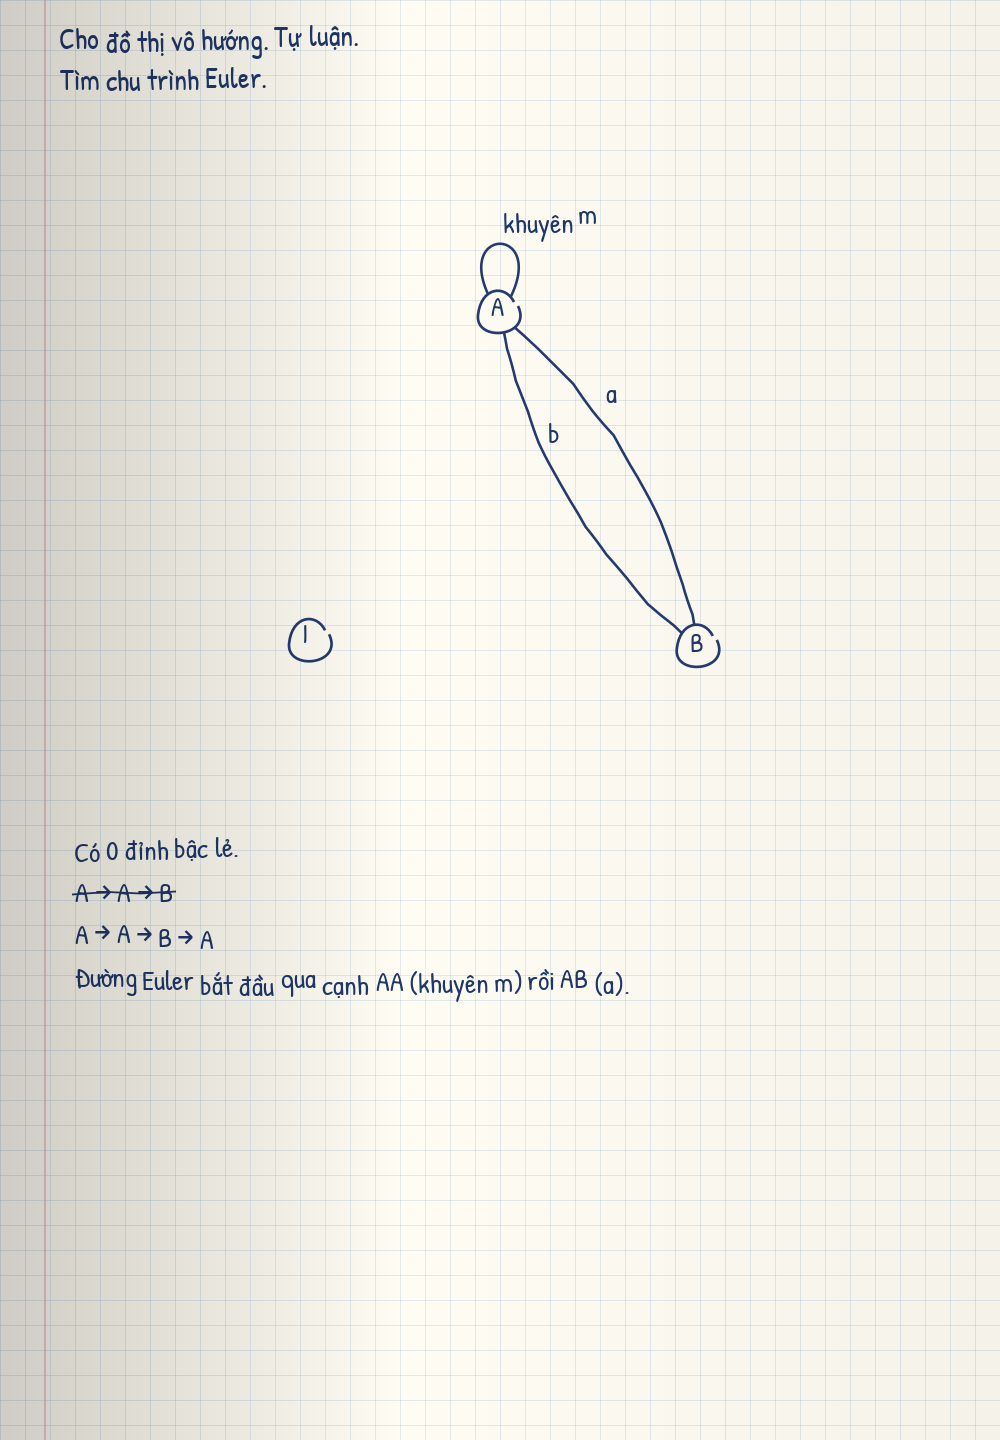 Cho đồ thị vô hướng. Tự luận.
Tìm chu trình Euler.
khuyên m
A
a
b
I
B
Có 0 đỉnh bậc lẻ.
A → A → B
A → A → B → A
Đường Euler bắt đầu qua cạnh AA (khuyên m) rồi AB (a).